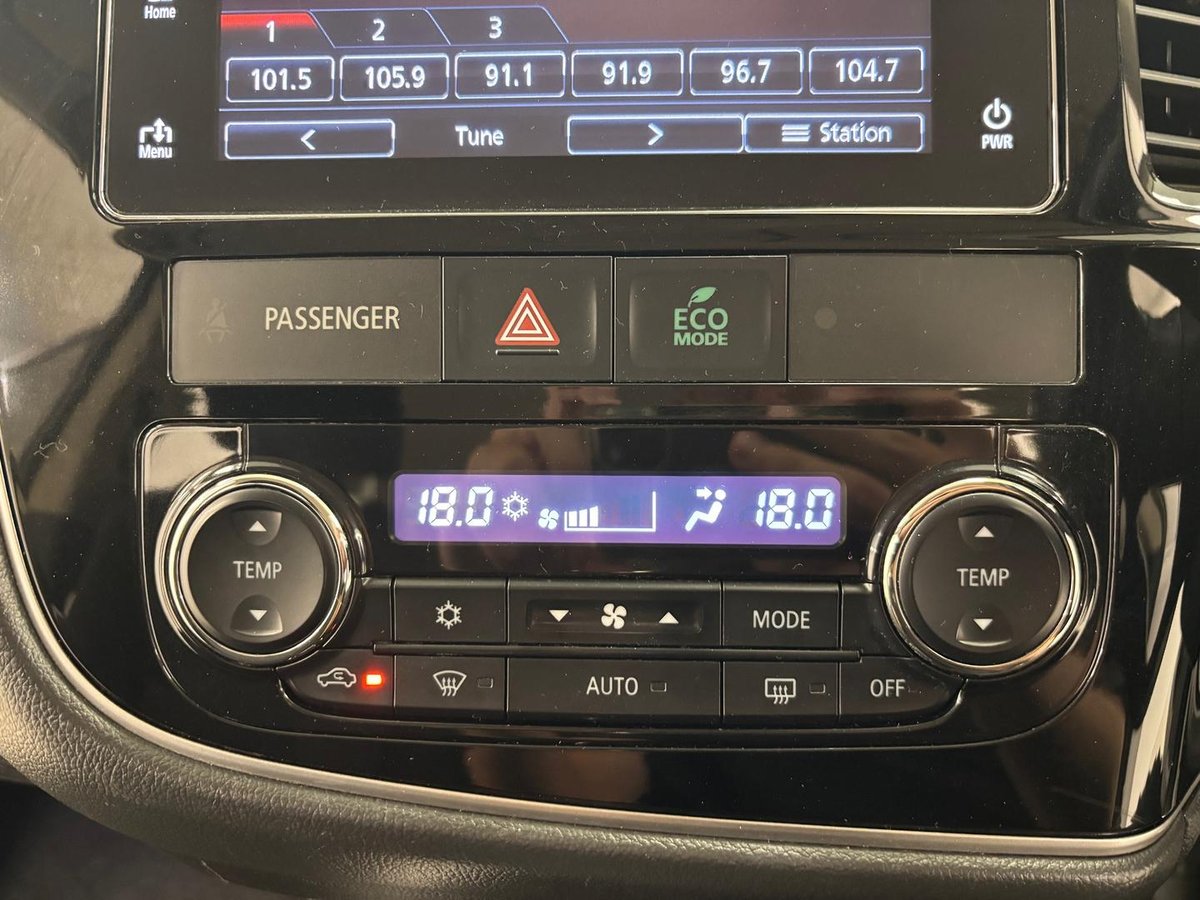 Home
1 2 3
101.5 105.9 91.1 91.9 96.7 104.7
Menu
< Tune > Station
PWR
PASSENGER
ECO
MODE
18.0 18.0
TEMP
TEMP
MODE
AUTO
OFF